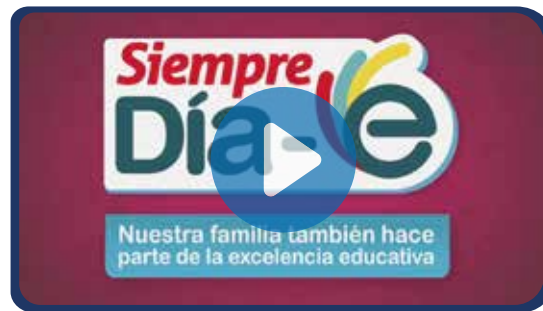 Siempre
Día-e
Nuestra familia también hace
parte de la excelencia educativa